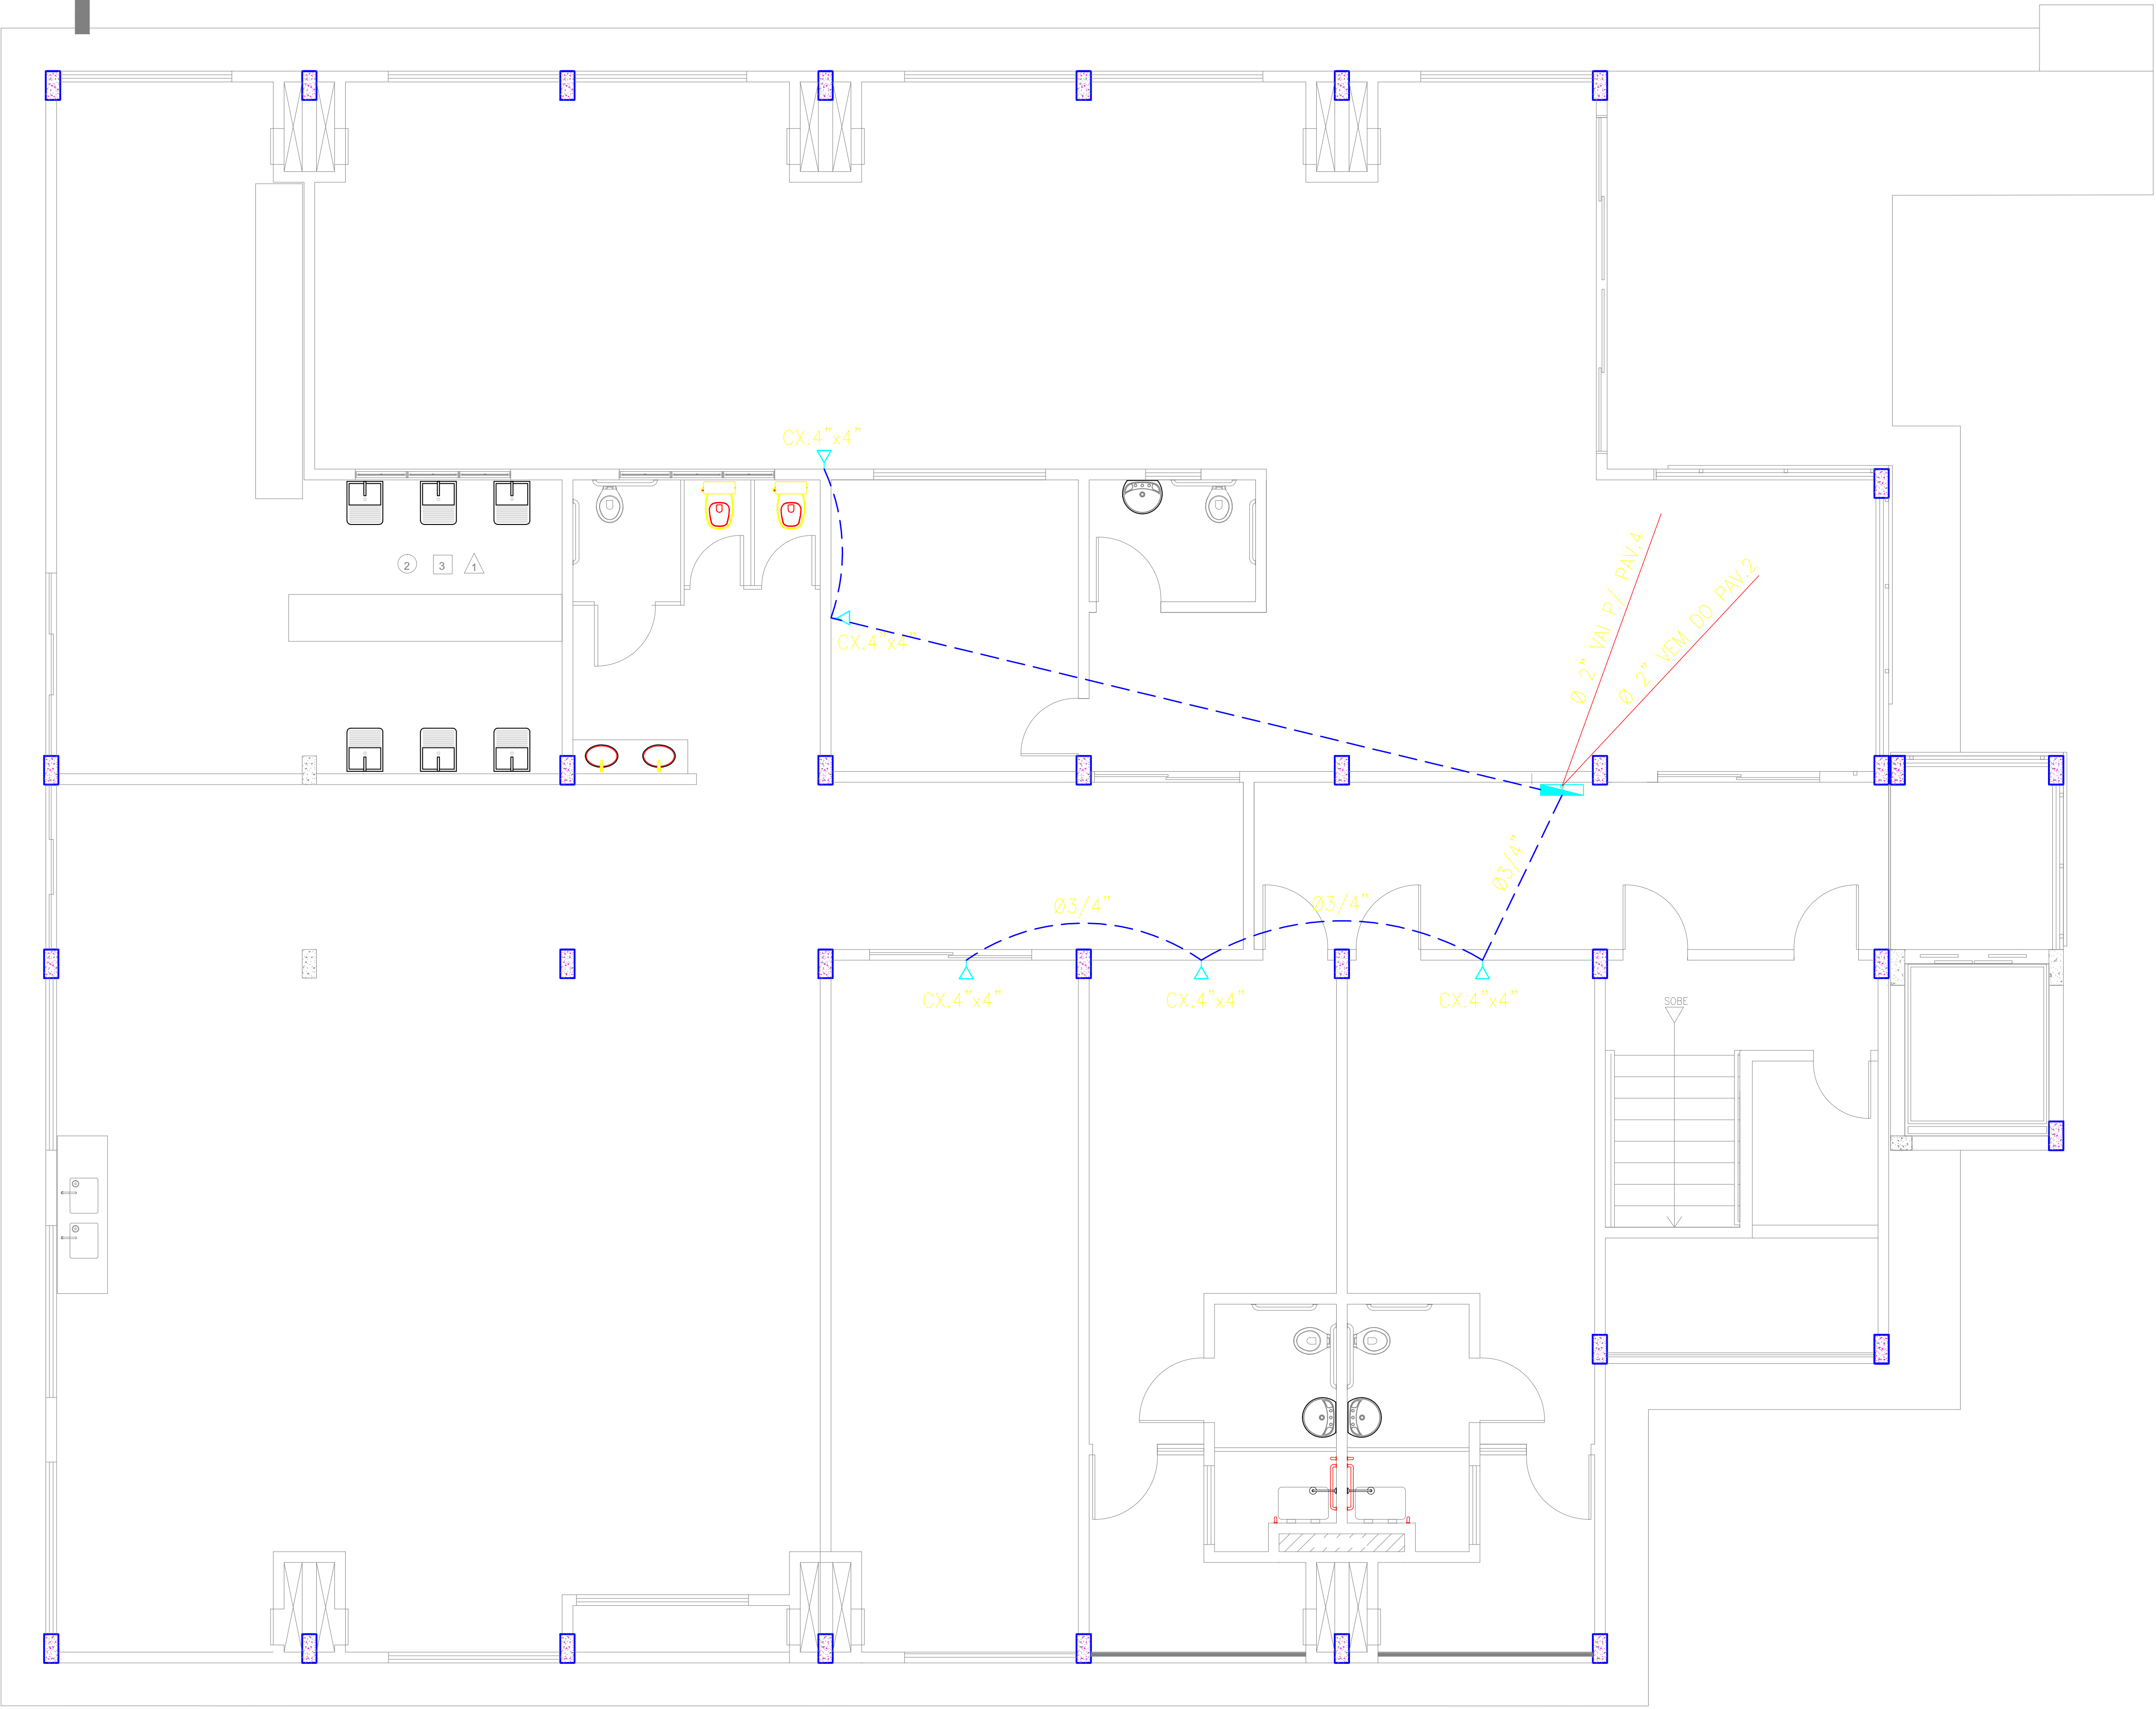 CX.4"x4"
Ø 2" VAI P/ PAV.4
Ø 2" VEM DO PAV.2
2
3
1
CX.4"x4"
Ø3/4"
Ø3/4"
Ø3/4"
CX.4"x4"
CX.4"x4"
CX.4"x4"
SOBE